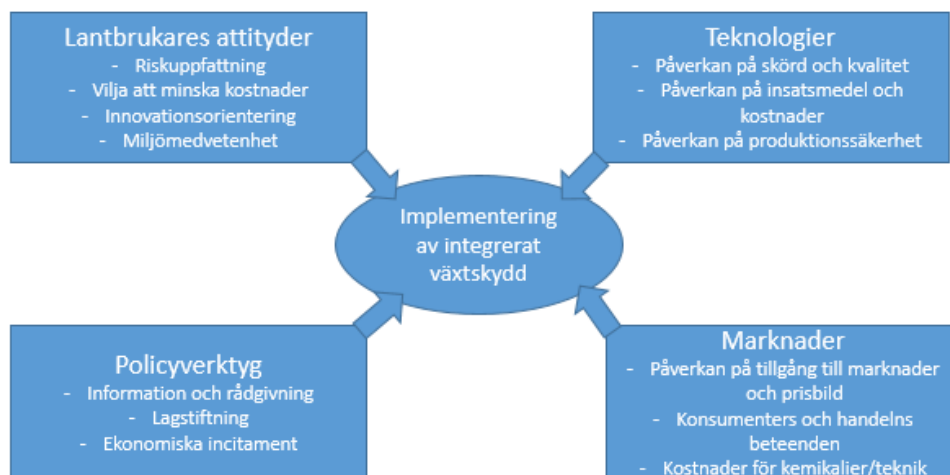 Lantbrukares attityder
- Riskuppfattning
- Vilja att minska kostnader
- Innovationsorientering
- Miljömedvetenhet
Teknologier
- Påverkan på skörd och kvalitet
- Påverkan på insatsmedel och
kostnader
- Påverkan på produktionssäkerhet
Implementering
av integrerat
växtskydd
Policyverktyg
- Information och rådgivning
- Lagstiftning
- Ekonomiska incitament
Marknader
- Påverkan på tillgång till marknader
och prisbild
- Konsumenters och handelns
beteenden
- Kostnader för kemikalier/teknik